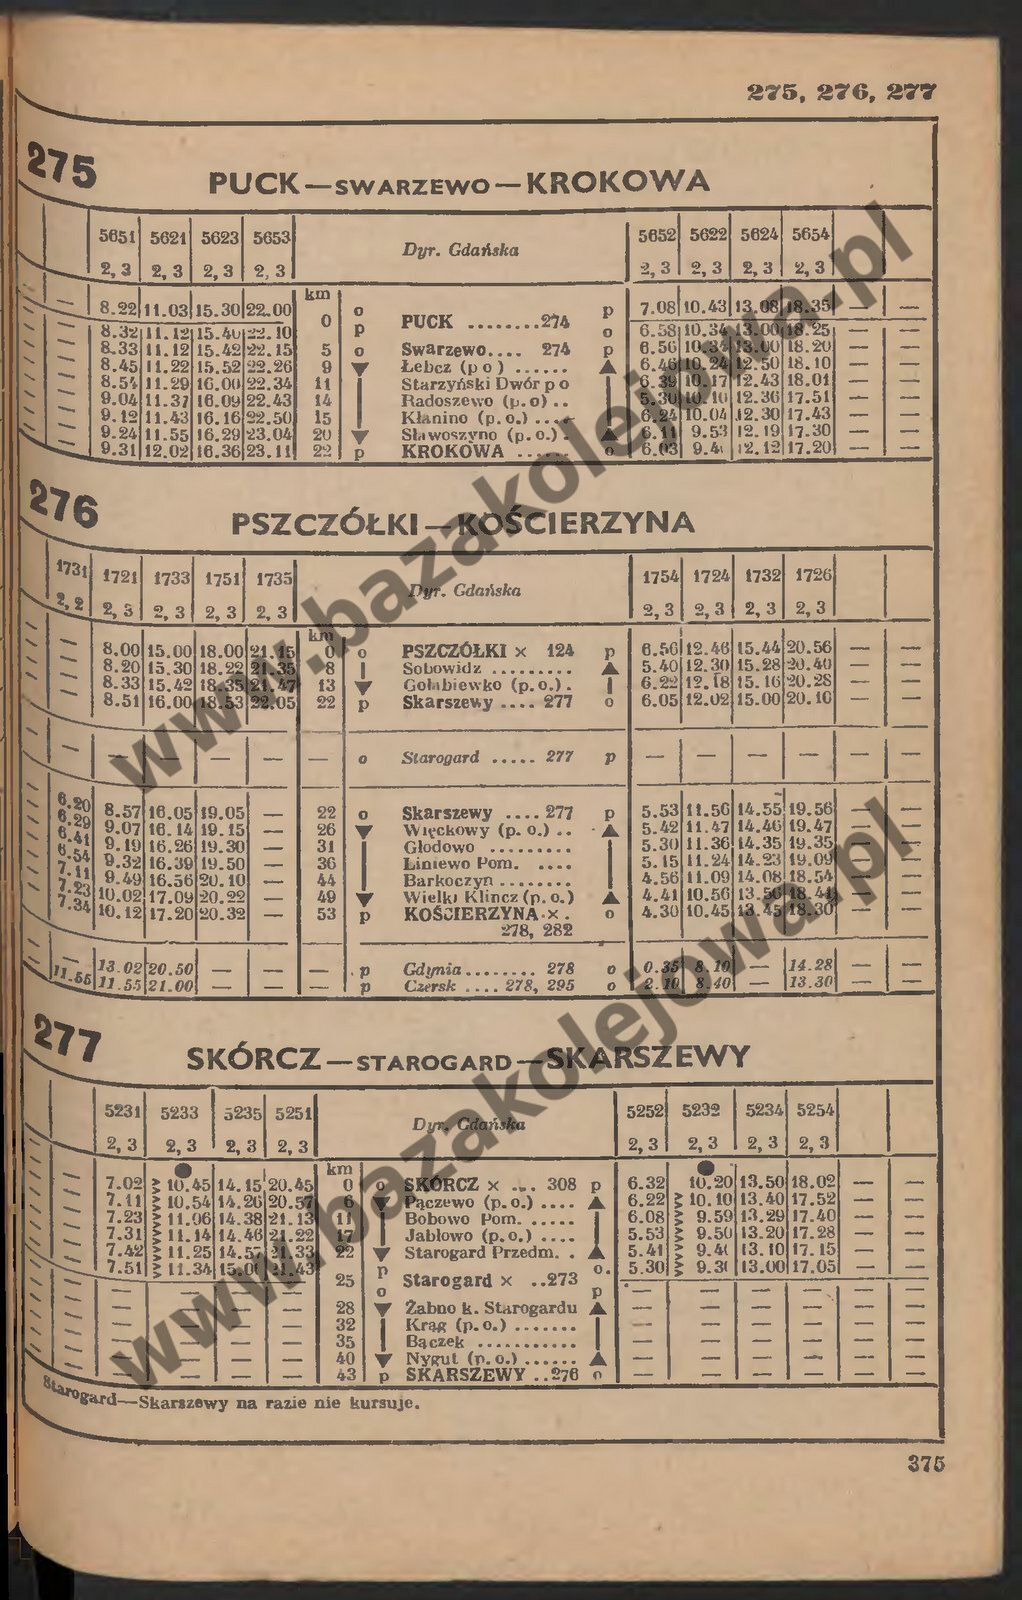 275, 276, 277
275
PUCK — SWARZEWO — KROKOWA
5651 5621 5623 5653 Dyr. Gdańska 5652 5622 5624 5654
2, 3 2, 3 2, 3 2, 3 2, 3 2, 3 2, 3 2, 3
km
— 8.22 11.03 15.30 22.00 0 o PUCK ........274 p 7.08 10.43 13.08 18.35 — —
— 8.32 11.12 15.40 22.10 p o 6.58 10.34 13.00 18.25 — —
— 8.33 11.12 15.42 22.15 5 o Swarzewo.... 274 p 6.56 10.34 13.00 18.20 — —
— 8.45 11.22 15.52 22.26 9 Łebcz (p o) ...... 6.46 10.24 12.50 18.10 — —
— 8.54 11.29 16.00 22.34 11 Starzyński Dwór p o 6.39 10.17 12.43 18.01 — —
— 9.04 11.37 16.09 22.43 14 Radoszewo (p.o) .. 5.30 10.10 12.36 17.51 — —
— 9.12 11.43 16.16 22.50 15 Kłanino (p.o.) .... 6.24 10.04 12.30 17.43 — —
— 9.24 11.55 16.29 23.04 20 Sławoszyno (p.o.) . 6.11 9.53 12.19 17.30 — —
— 9.31 12.02 16.36 23.11 22 p KROKOWA ...... o 6.03 12.12 17.20 — —
276
PSZCZÓŁKI — KOŚCIERZYNA
1731 1721 1733 1751 1735 Dyr. Gdańska 1754 1724 1732 1726
2, 2 2, 3 2, 3 2, 3 2, 3 2, 3 2, 3 2, 3 2, 3
km
— 8.00 15.00 18.00 21.15 0 o PSZCZÓŁKI x 124 p 6.56 12.46 15.44 20.56 — —
— 8.20 15.30 18.22 21.35 8 Sobowidz ......... 5.40 12.30 15.28 20.40 — —
— 8.33 15.42 18.35 21.47 13 Gołębiewko (p.o.) . 6.22 12.18 15.16 20.28 — —
— 8.51 16.00 18.53 22.05 22 p Skarszewy .... 277 o 6.05 12.02 15.00 20.10 — —
— — — — — — o Starogard ..... 277 p — — — — — —
6.20 8.57 16.05 19.05 — 22 o Skarszewy ....277 p 5.53 11.56 14.55 19.56 — —
6.29 9.07 16.14 19.15 — 26 Więckowy (p. o.) .. 5.42 11.47 14.46 19.47 — —
6.41 9.19 16.26 19.30 — 31 Głodowo .......... 5.30 11.36 14.35 19.35 — —
6.54 9.32 16.39 19.50 — 36 Liniewo Pom. ..... 5.15 11.24 14.23 19.09 — —
7.11 9.49 16.56 20.10 — 44 Barkoczyn ........ 4.56 11.09 14.08 18.54 — —
7.23 10.02 17.09 20.22 — 49 Wielki Klincz (p. o.) 4.41 10.56 13.56 18.41 — —
7.34 10.12 17.20 20.32 — 53 p KOŚCIERZYNA x . o 4.30 10.45 13.45 18.30 — —
278, 282
— 13.02 20.50 — — — p Gdynia......... 278 o 0.35 8.10 — 14.28
11.55 11.55 21.00 — — — p Czersk .... 278, 295 o 2.10 8.40 — 13.30
277
SKÓRCZ — STAROGARD — SKARSZEWY
5231 5233 5235 5251 Dyr. Gdańska 5252 5232 5234 5254
2, 3 2, 3 2, 3 2, 3 2, 3 2, 3 2, 3 2, 3
km
— 7.02 10.45 14.15 20.45 0 o SKÓRCZ x ... 308 p 6.32 10.20 13.50 18.02 — —
— 7.11 10.54 14.26 20.57 6 Pączewo (p.o.) .... 6.22 10.10 13.40 17.52 — —
— 7.23 11.06 14.38 21.13 11 Bobowo Pom. ...... 6.08 9.59 13.29 17.40 — —
— 7.31 11.14 14.46 21.22 17 Jabłowo (p.o.) .... 5.53 9.50 13.20 17.28 — —
— 7.42 11.25 14.57 21.33 22 Starogard Przedm. . . 5.41 13.10 17.15 — —
— 7.51 11.34 21.43 25 p Starogard x ..273 o. 5.30 13.00 17.05 — —
— — — — — o p — — — — — —
— — — — — 28 Żabno k. Starogardu — — — — — —
— — — — — 32 Krąg (p. o.) ....... — — — — — —
— — — — — 35 Bączek ........... — — — — — —
— — — — — 40 Nygut (p. o.) ...... — — — — — —
— — — — — 43 p SKARSZEWY ..276 o — — — — — —
Starogard—Skarszewy na razie nie kursuje.
375
www.bazakolejowa.pl
www.bazakolejowa.pl